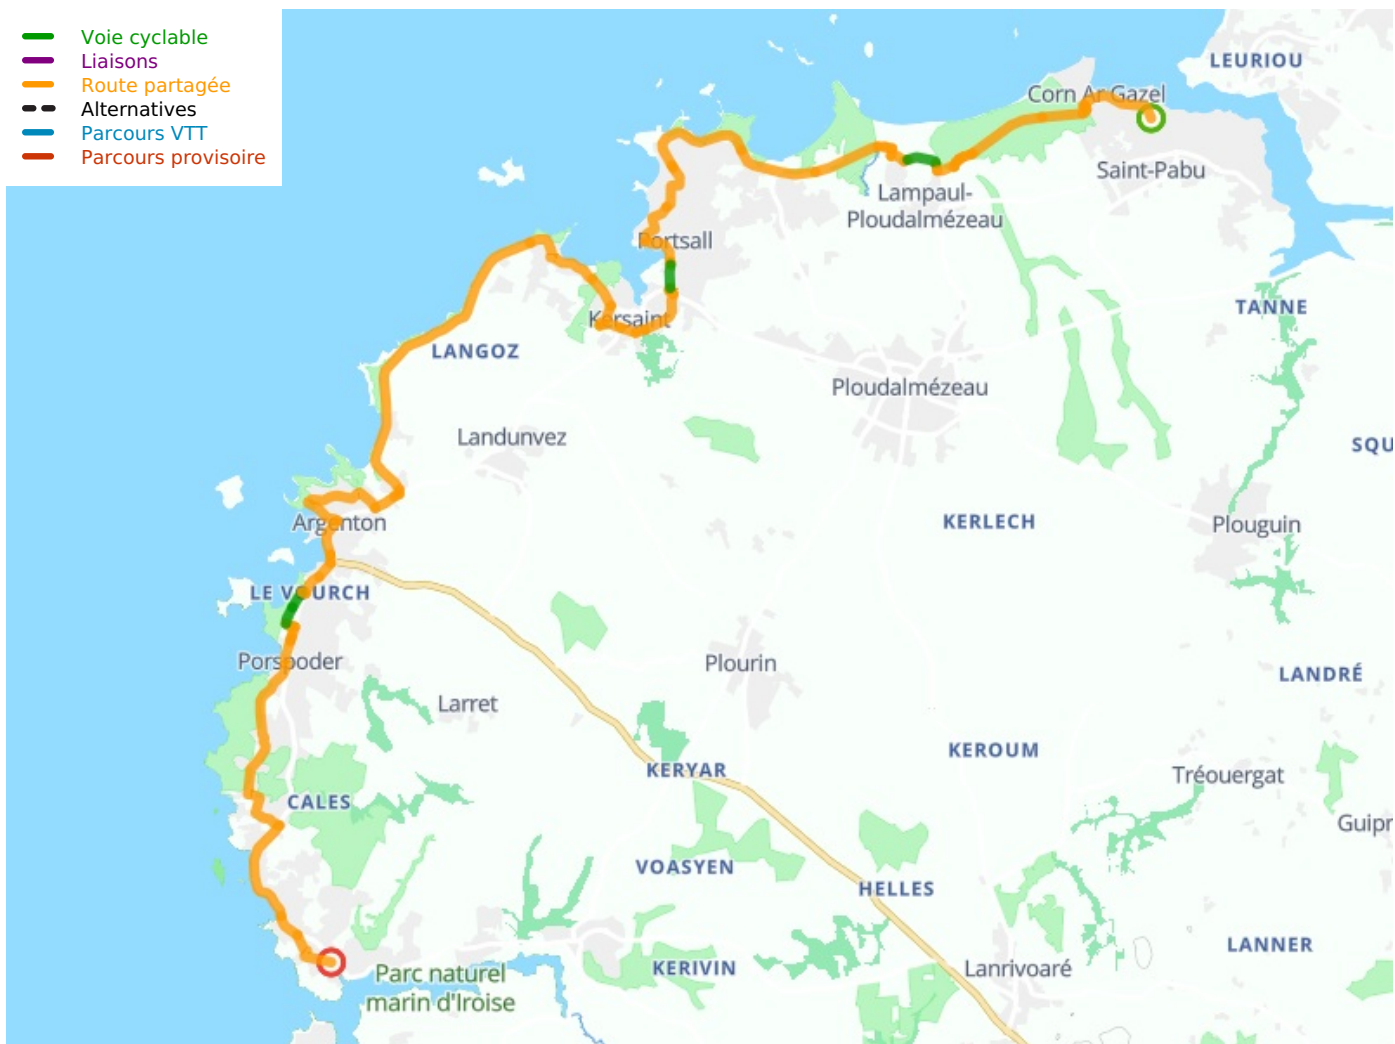 Voie cyclable
Liaisons
Route partagée
Alternatives
Parcours VTT
Parcours provisoire
LEURIOU
Corn Ar Gazel
Saint-Pabu
Lampaul-
Ploudalmézeau
Portsall
TANNE
Kersaint
LANGOZ
Ploudalmézeau
Landunvez
SQU
Argenton
KERLECH
Plouguin
LE VOURCH
Porspoder
Plourin
LANDRÉ
Larret
KEROUM
KERYAR
Tréouergat
CALES
Guipr
VOASYEN
HELLES
LANNER
KERIVIN
Lanrivoaré
Parc naturel
marin d'Iroise